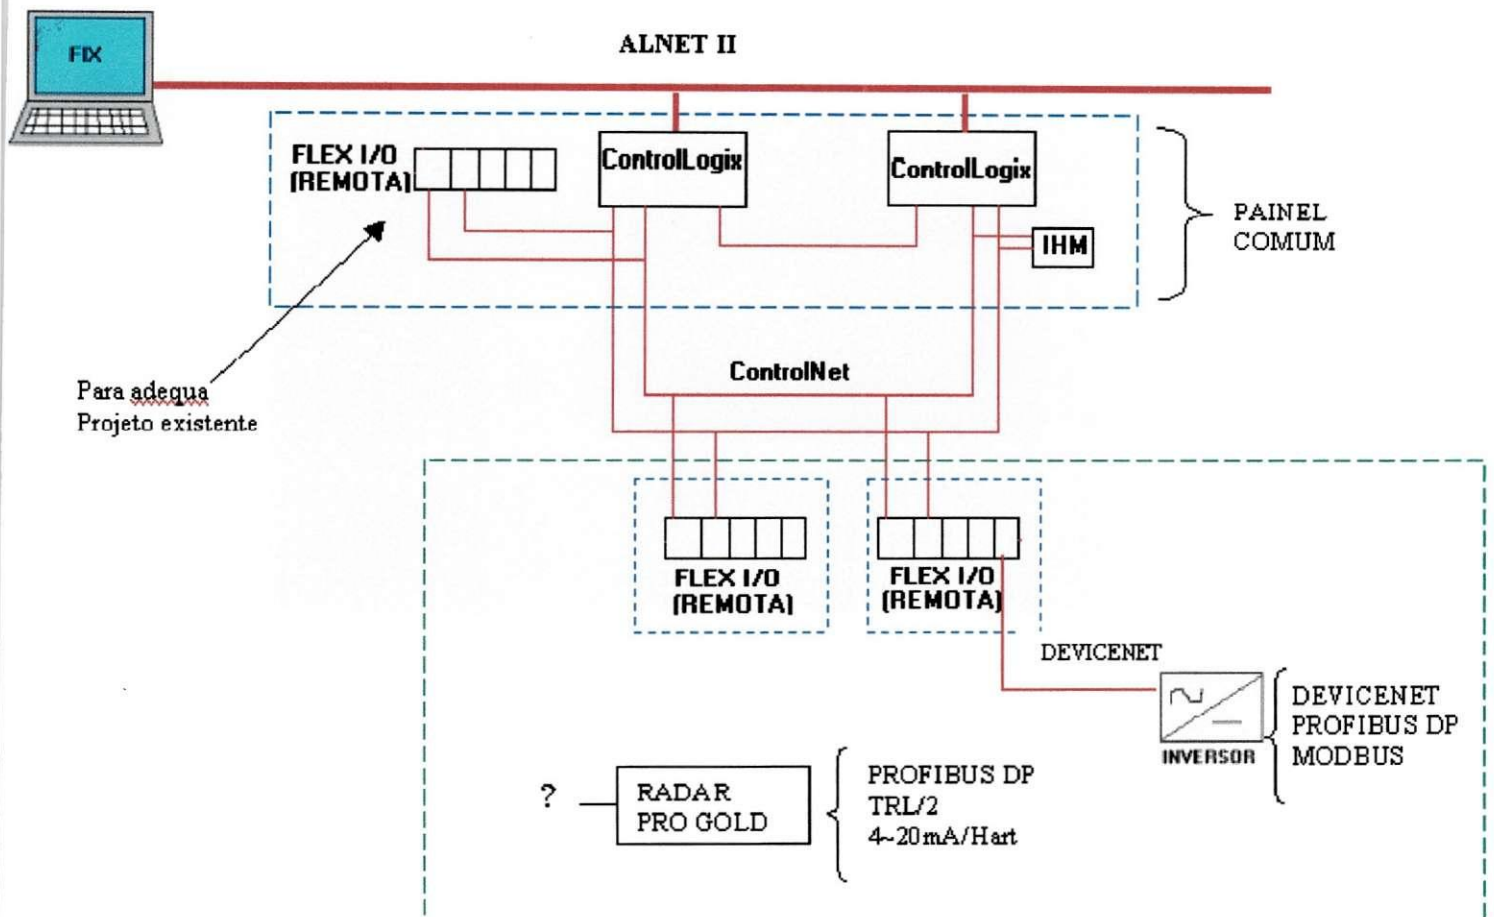 FIX
ALNET II
FLEX I/O
(REMOTA)
ControlLogix
ControlLogix
IHM
PAINEL
COMUM
Para adequa
Projeto existente
ControlNet
FLEX I/O
(REMOTA)
FLEX I/O
(REMOTA)
DEVICENET
INVERSOR
DEVICENET
PROFIBUS DP
MODBUS
?
RADAR
PRO GOLD
PROFIBUS DP
TRL/2
4~20mA/Hart